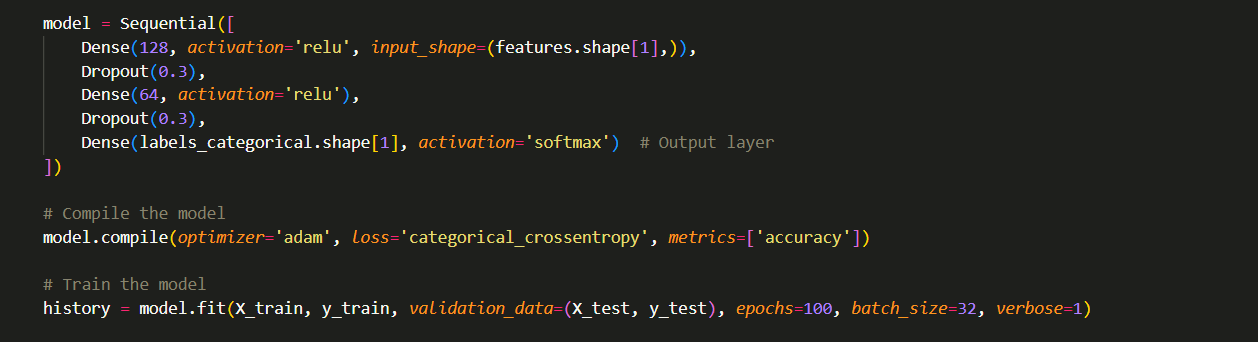 model = Sequential([
    Dense(128, activation='relu', input_shape=(features.shape[1],)),
    Dropout(0.3),
    Dense(64, activation='relu'),
    Dropout(0.3),
    Dense(labels_categorical.shape[1], activation='softmax')  # Output layer
])

# Compile the model
model.compile(optimizer='adam', loss='categorical_crossentropy', metrics=['accuracy'])

# Train the model
history = model.fit(X_train, y_train, validation_data=(X_test, y_test), epochs=100, batch_size=32, verbose=1)